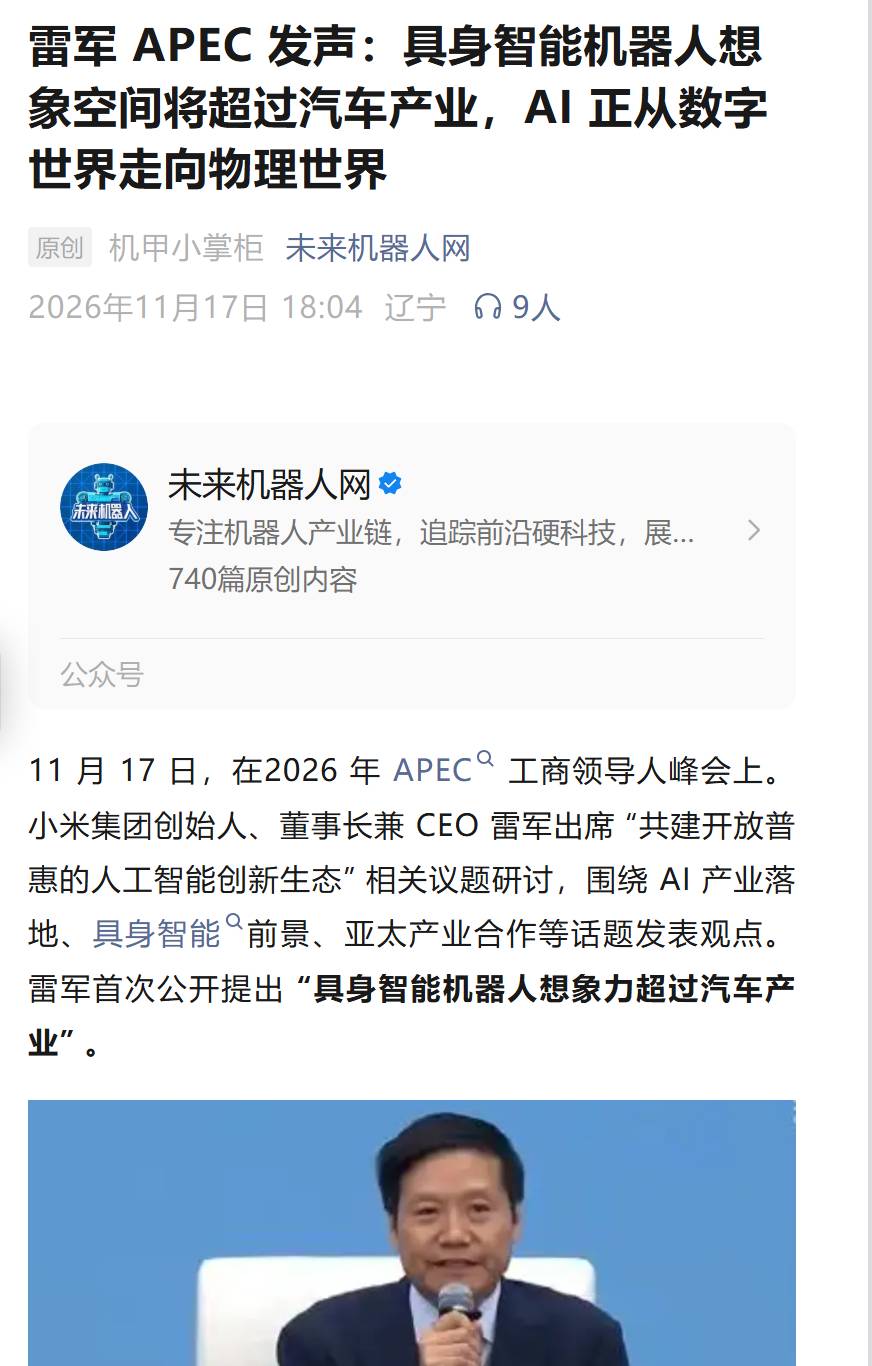 雷军 APEC 发声：具身智能机器人想
象空间将超过汽车产业，AI 正从数字
世界走向物理世界
原创 机甲小掌柜 未来机器人网
2026年11月17日 18:04 辽宁 9人
未来机器人网
未来机器人
专注机器人产业链，追踪前沿硬科技，展...
740篇原创内容
公众号
11 月 17 日，在2026 年 APEC 工商领导人峰会上。
小米集团创始人、董事长兼 CEO 雷军出席 “共建开放普
惠的人工智能创新生态” 相关议题研讨，围绕 AI 产业落
地、具身智能前景、亚太产业合作等话题发表观点。
雷军首次公开提出 “具身智能机器人想象力超过汽车产
业” 。